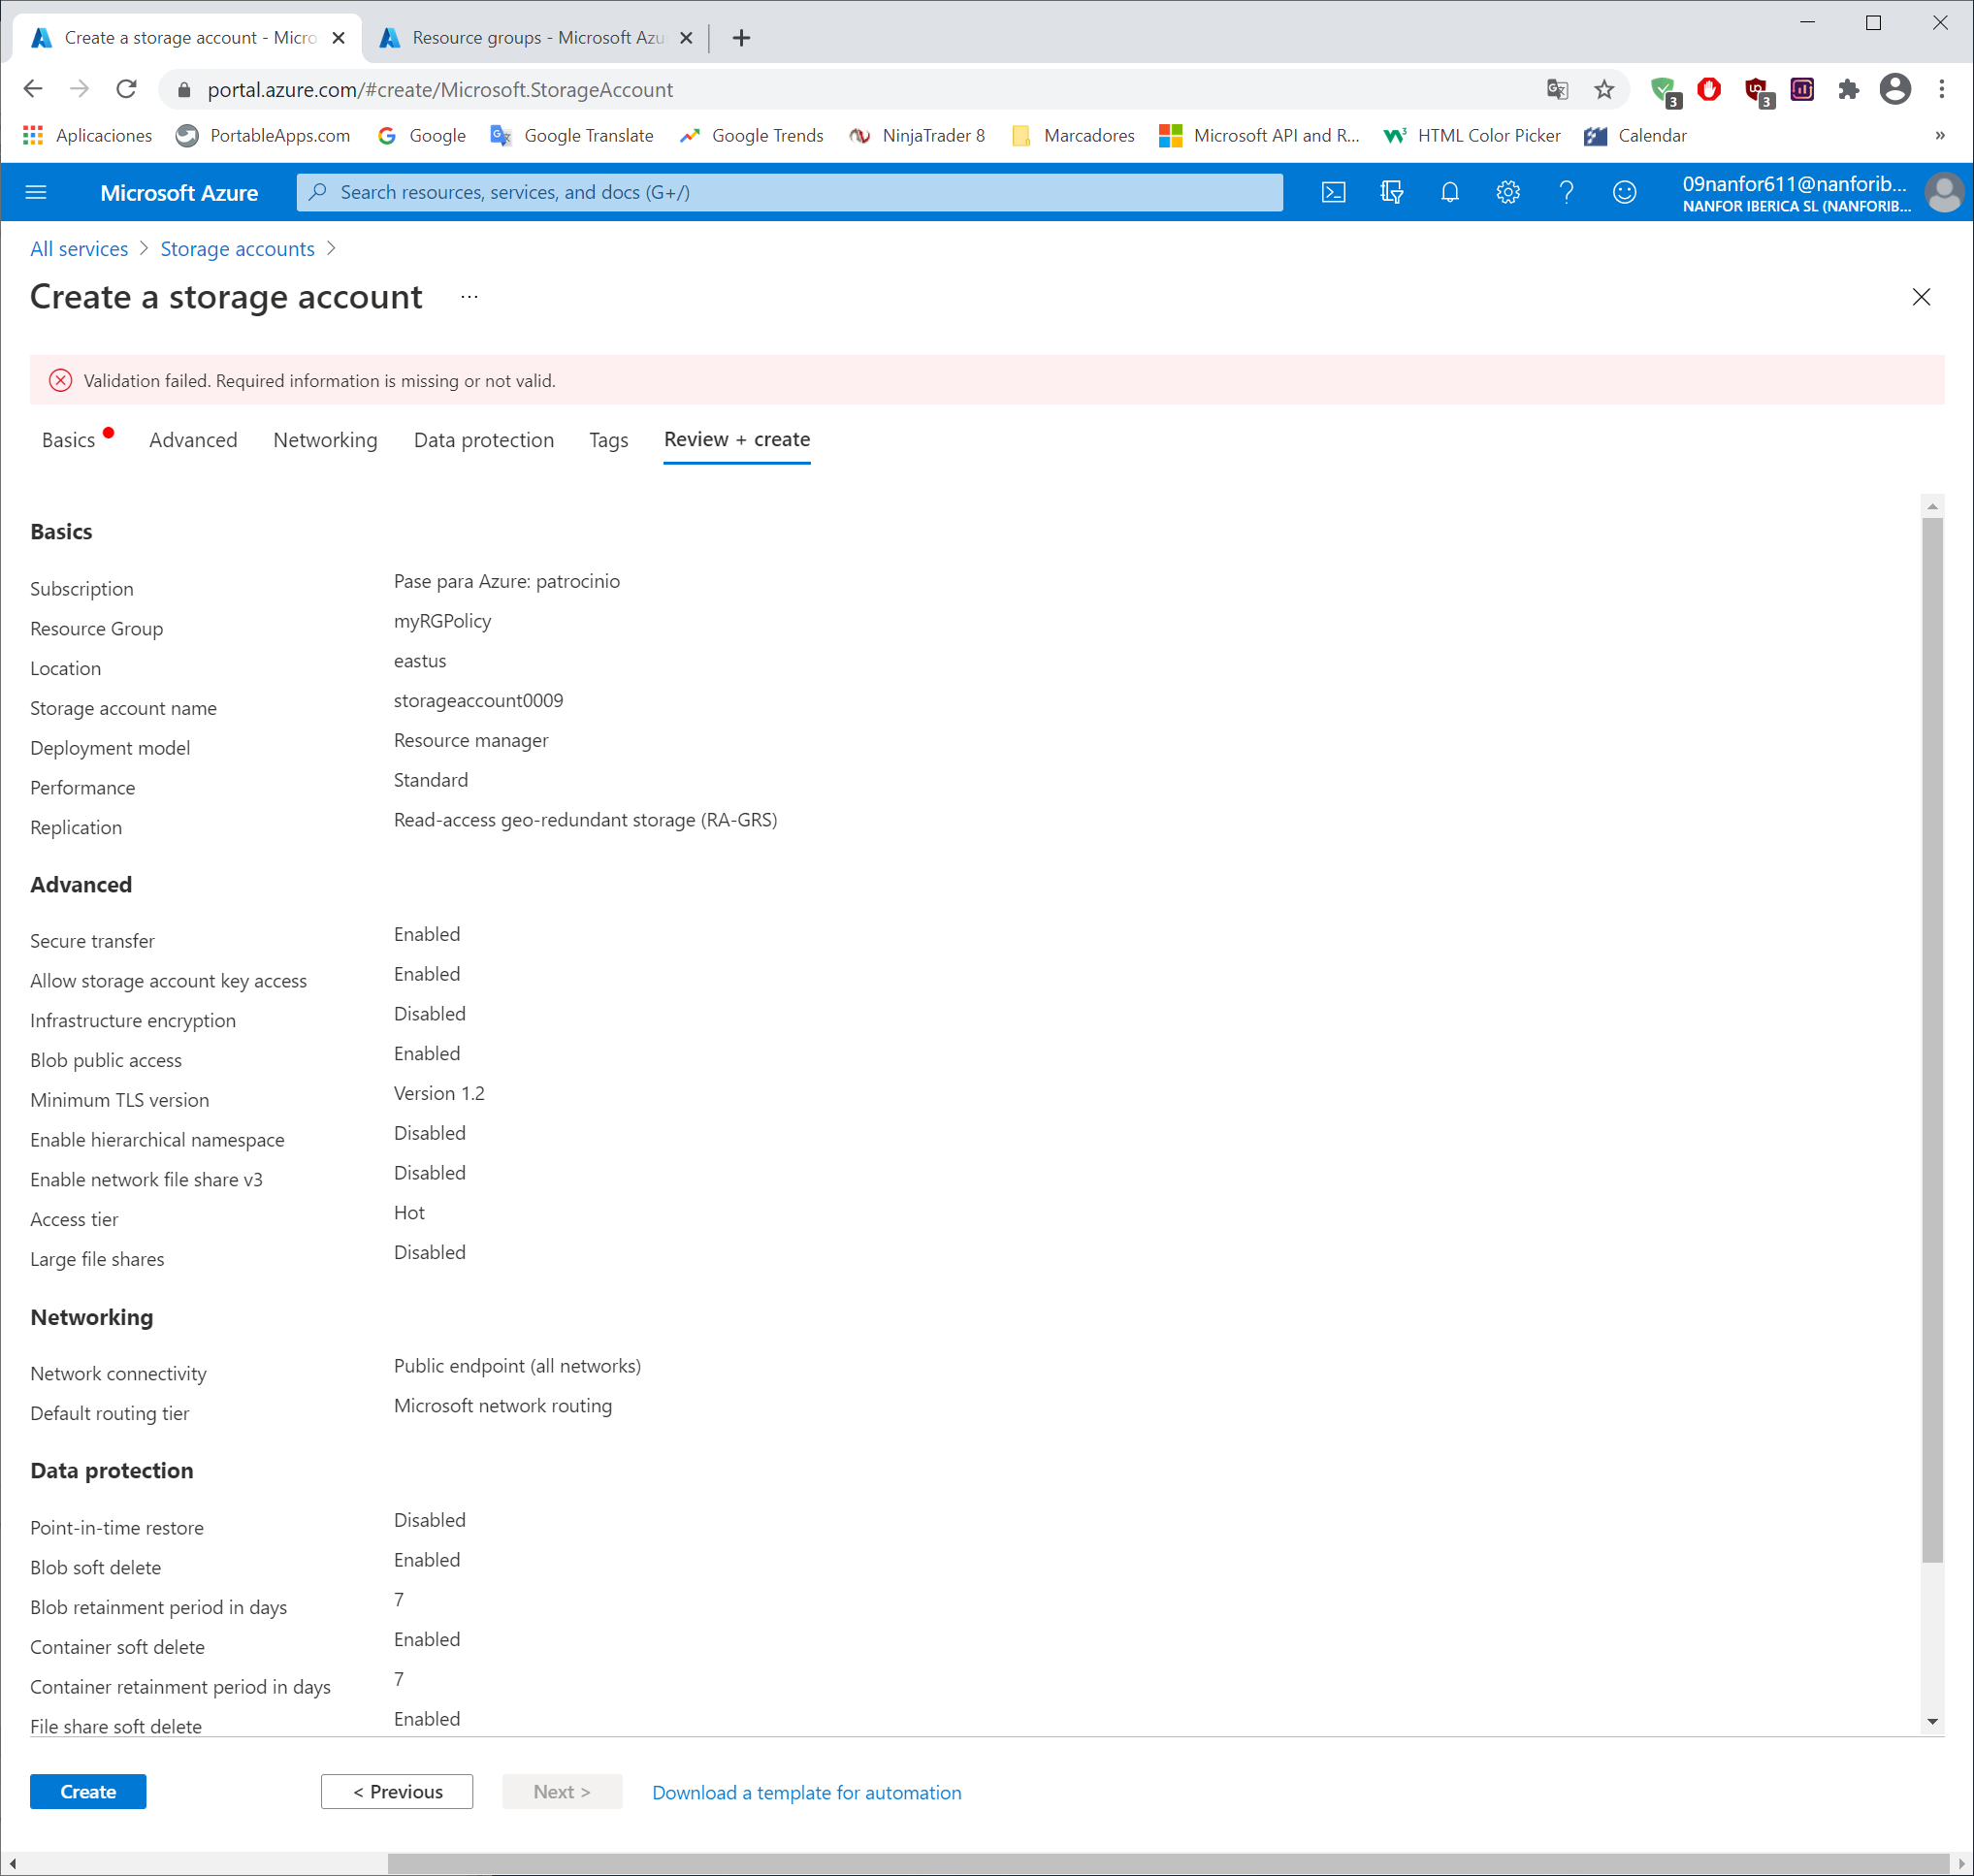 Create a storage account - Micro
Resource groups - Microsoft Azu
portal.azure.com/#create/Microsoft.StorageAccount
3
3
Aplicaciones
PortableApps.com
Google
Google Translate
Google Trends
NinjaTrader 8
Marcadores
Microsoft API and R...
HTML Color Picker
Calendar
»
Microsoft Azure
Search resources, services, and docs (G+/)
09nanfor611@nanforib...
NANFOR IBERICA SL (NANFORIB...
All services > Storage accounts >
Create a storage account ...
Validation failed. Required information is missing or not valid.
Basics Advanced Networking Data protection Tags Review + create
Basics
Subscription Pase para Azure: patrocinio
Resource Group myRGPolicy
Location eastus
Storage account name storageaccount0009
Deployment model Resource manager
Performance Standard
Replication Read-access geo-redundant storage (RA-GRS)
Advanced
Secure transfer Enabled
Allow storage account key access Enabled
Infrastructure encryption Disabled
Blob public access Enabled
Minimum TLS version Version 1.2
Enable hierarchical namespace Disabled
Enable network file share v3 Disabled
Access tier Hot
Large file shares Disabled
Networking
Network connectivity Public endpoint (all networks)
Default routing tier Microsoft network routing
Data protection
Point-in-time restore Disabled
Blob soft delete Enabled
Blob retainment period in days 7
Container soft delete Enabled
Container retainment period in days 7
File share soft delete Enabled
Create
< Previous
Next >
Download a template for automation